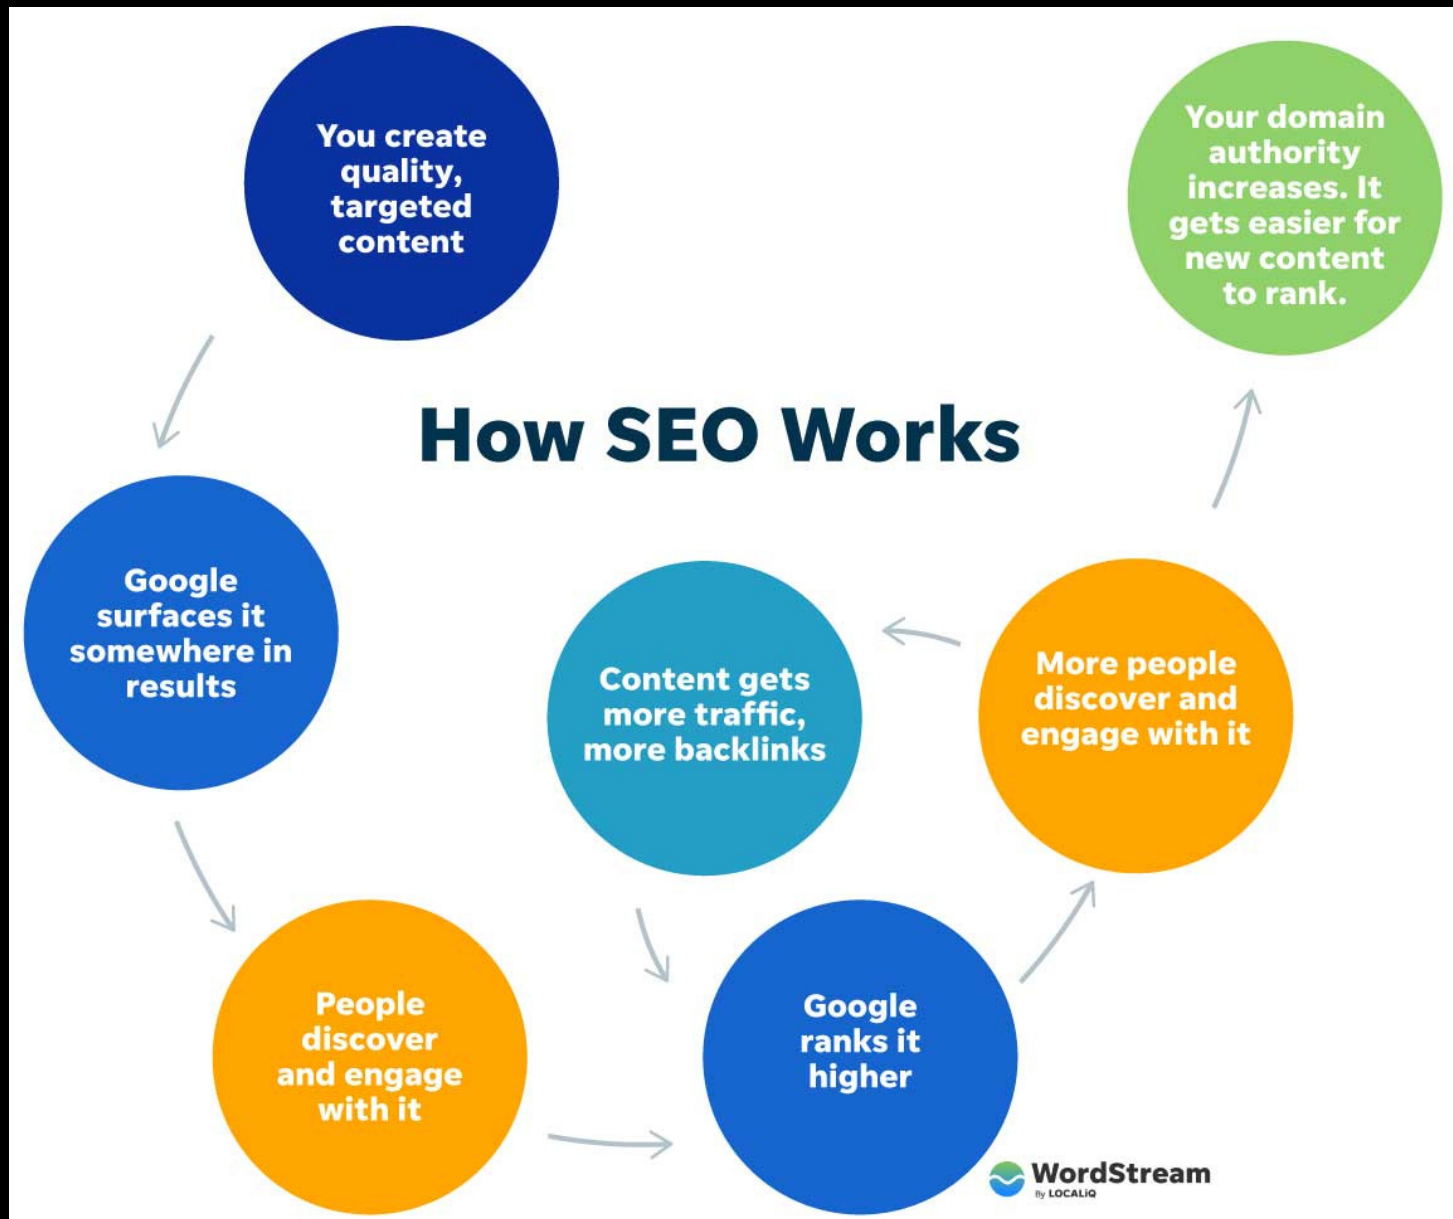 You create
quality,
targeted
content
Your domain
authority
increases. It
gets easier for
new content
to rank.
How SEO Works
Google
surfaces it
somewhere in
results
Content gets
more traffic,
more backlinks
More people
discover and
engage with it
People
discover
and engage
with it
Google
ranks it
higher
WordStream
By LOCALiQ